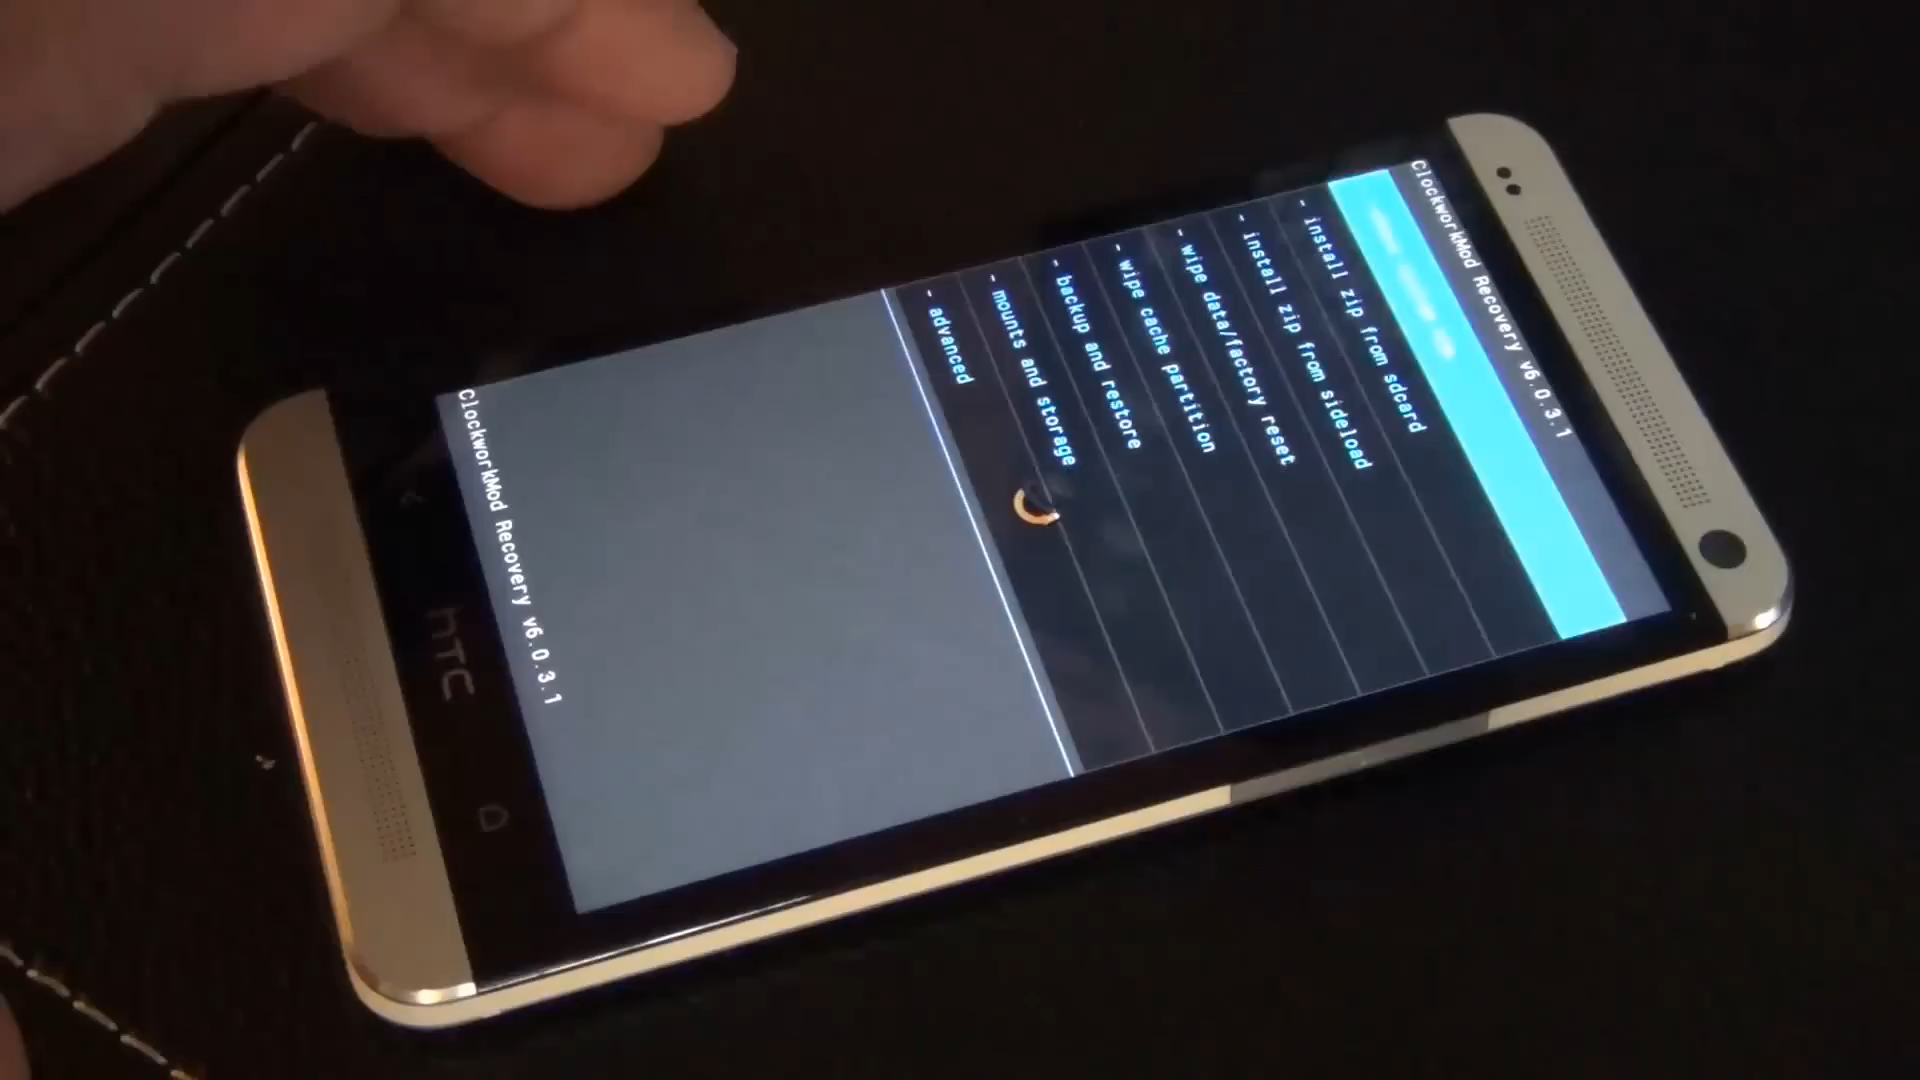 ClockworkMod Recovery v6.0.3.1
- install zip from sdcard
- install zip from sideload
- wipe data/factory reset
- wipe cache partition
- backup and restore
- mounts and storage
- advanced
ClockworkMod Recovery v6.0.3.1
hTC